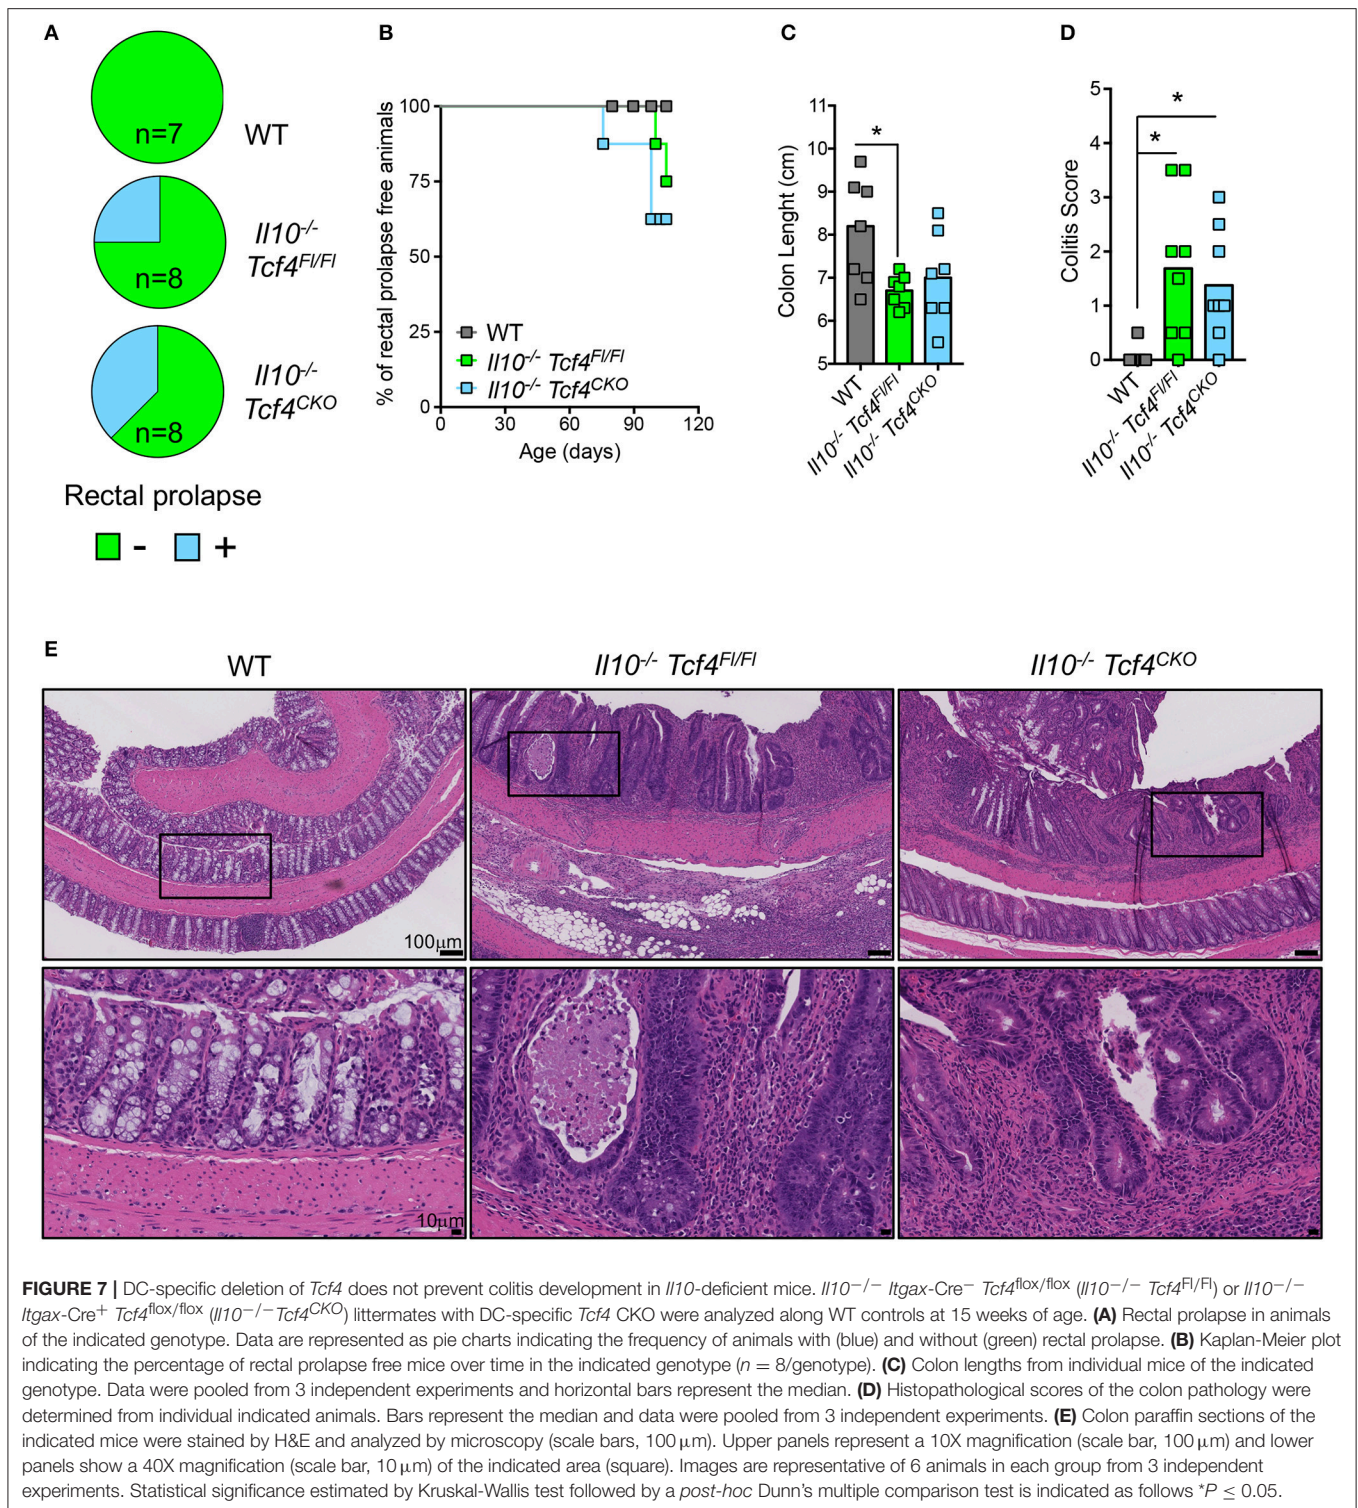 A
n=7
WT
n=8
Il10-/-
Tcf4Fl/Fl
n=8
Il10-/-
Tcf4CKO
Rectal prolapse
- +
B
% of rectal prolapse free animals
100
75
50
25
0
WT
Il10-/- Tcf4Fl/Fl
Il10-/- Tcf4CKO
0 30 60 90 120
Age (days)
C
Colon Lenght (cm)
11
10
9
8
7
6
5
*
WT
Il10-/- Tcf4Fl/Fl
Il10-/- Tcf4CKO
D
Colitis Score
5
4
3
2
1
0
*
*
WT
Il10-/- Tcf4Fl/Fl
Il10-/- Tcf4CKO
E
WT Il10-/- Tcf4Fl/Fl Il10-/- Tcf4CKO
100µm
10µm
FIGURE 7 | DC-specific deletion of Tcf4 does not prevent colitis development in Il10-deficient mice. Il10−/− Itgax-Cre− Tcf4flox/flox (Il10−/− Tcf4Fl/Fl) or Il10−/−
Itgax-Cre+ Tcf4flox/flox (Il10−/−Tcf4CKO) littermates with DC-specific Tcf4 CKO were analyzed along WT controls at 15 weeks of age. (A) Rectal prolapse in animals
of the indicated genotype. Data are represented as pie charts indicating the frequency of animals with (blue) and without (green) rectal prolapse. (B) Kaplan-Meier plot
indicating the percentage of rectal prolapse free mice over time in the indicated genotype (n = 8/genotype). (C) Colon lengths from individual mice of the indicated
genotype. Data were pooled from 3 independent experiments and horizontal bars represent the median. (D) Histopathological scores of the colon pathology were
determined from individual indicated animals. Bars represent the median and data were pooled from 3 independent experiments. (E) Colon paraffin sections of the
indicated mice were stained by H&E and analyzed by microscopy (scale bars, 100 µm). Upper panels represent a 10X magnification (scale bar, 100 µm) and lower
panels show a 40X magnification (scale bar, 10 µm) of the indicated area (square). Images are representative of 6 animals in each group from 3 independent
experiments. Statistical significance estimated by Kruskal-Wallis test followed by a post-hoc Dunn's multiple comparison test is indicated as follows *P ≤ 0.05.